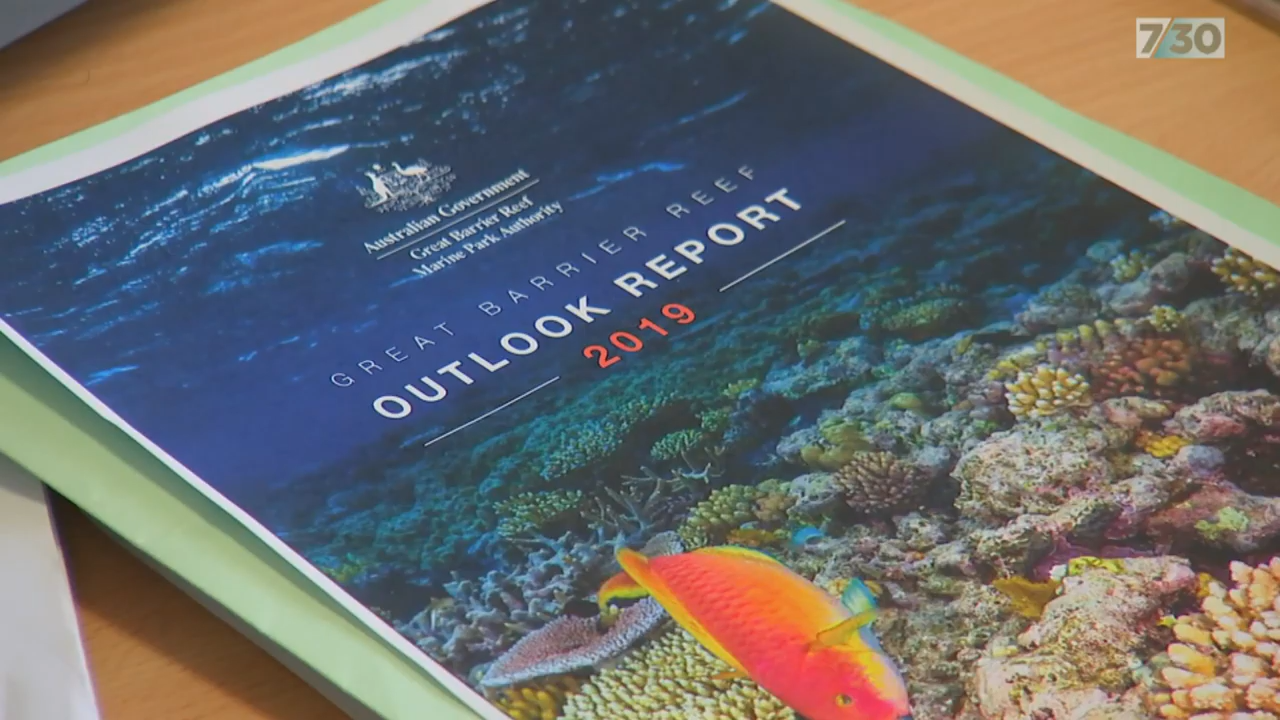 7/30
Australian Government
Great Barrier Reef
Marine Park Authority
GREAT BARRIER REEF
OUTLOOK REPORT
2019